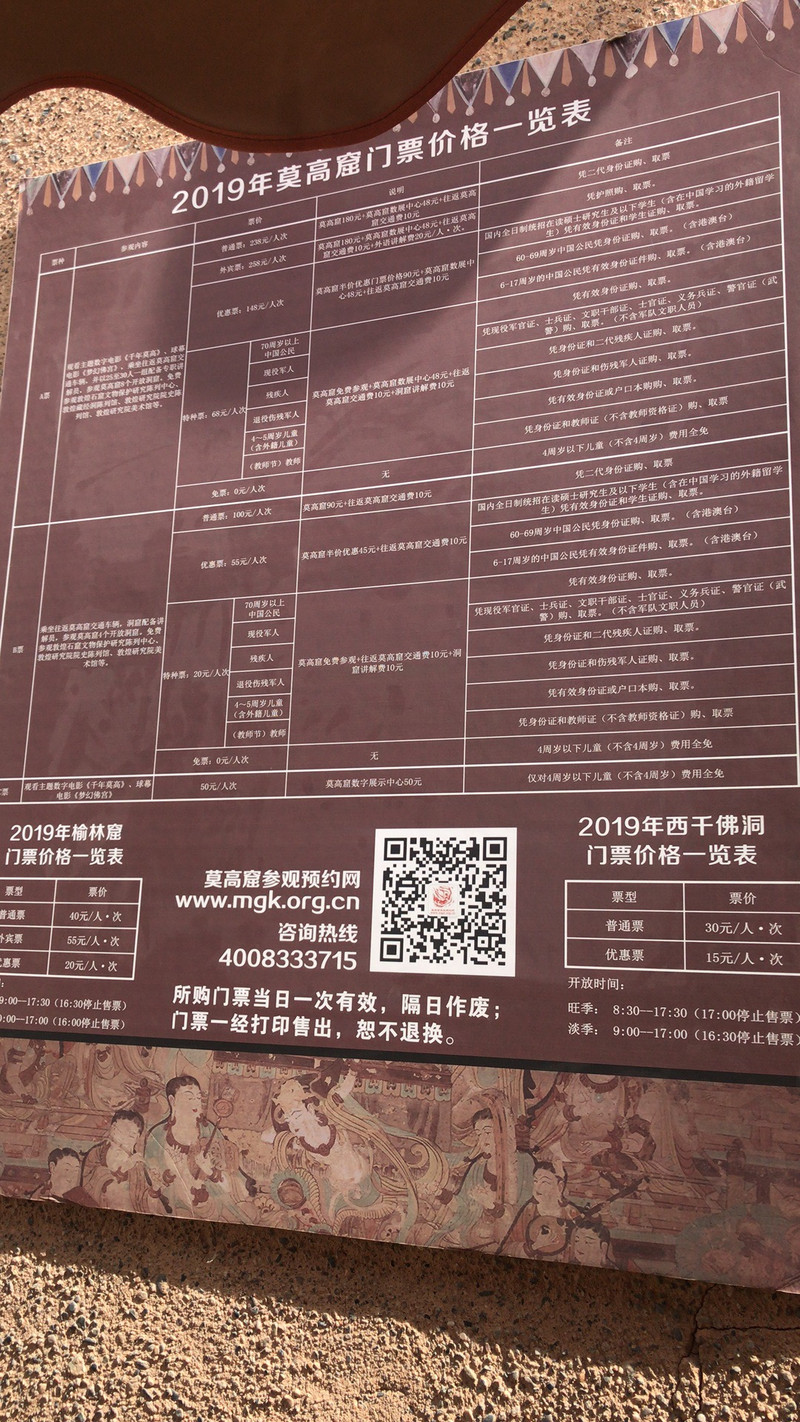 2019年莫高窟门票价格一览表
票种
参观内容
票价
说明
备注
A票
观看主题数字电影《千年莫高》、球幕
电影《梦幻佛宫》、乘坐往返莫高窟交
通车辆，并以25至30人一组配备专职讲
解员，参观莫高窟8个开放洞窟、免费
参观敦煌石窟文物保护研究陈列中心、
敦煌藏经洞陈列馆、敦煌研究院院史陈
列馆、敦煌研究院美术馆等。
普通票：238元/人次
莫高窟180元+莫高窟数展中心48元+往返莫高
窟交通费10元
凭二代身份证购、取票
外宾票：258元/人次
莫高窟180元+莫高窟数展中心48元+往返莫高
窟交通费10元+外语讲解费20元/人·次。
凭护照购、取票。
优惠票：148元/人次
莫高窟半价优惠门票价格90元+莫高窟数展中
心48元+往返莫高窟交通费10元
国内全日制统招在读硕士研究生及以下学生（含在中国学习的外籍留学
生）凭有效身份证和学生证购、取票。
60-69周岁中国公民凭身份证购、取票。（含港澳台）
6-17周岁的中国公民凭有效身份证件购、取票。（含港澳台）
特种票：68元/人次
70周岁以上
中国公民
现役军人
残疾人
退役伤残军人
4～5周岁儿童
（含外籍儿童）
（教师节）教师
莫高窟免费参观+莫高窟数展中心48元+往返
莫高窟交通费10元+洞窟讲解费10元
凭有效身份证购、取票。
凭现役军官证、士兵证、文职干部证、士官证、义务兵证、警官证（武
警）购、取票。（不含军队文职人员）
凭身份证和二代残疾人证购、取票。
凭身份证和伤残军人证购、取票。
凭有效身份证或户口本购购、取票。
凭身份证和教师证（不含教师资格证）购、取票
免票：0元/人次
无
4周岁以下儿童（不含4周岁）费用全免
B票
乘坐往返莫高窟交通车辆，洞窟配备讲
解员，参观莫高窟4个开放洞窟。免费
参观敦煌石窟文物保护研究陈列中心、
敦煌研究院院史陈列馆、敦煌研究院美
术馆等。
普通票：100元/人次
莫高窟90元+往返莫高窟交通费10元
凭二代身份证购、取票
优惠票：55元/人次
莫高窟半价优惠45元+往返莫高窟交通费10元
国内全日制统招在读硕士研究生及以下学生（含在中国学习的外籍留学
生）凭有效身份证和学生证购、取票。
60-69周岁中国公民凭身份证购、取票。（含港澳台）
6-17周岁的中国公民凭有效身份证件购、取票。（含港澳台）
特种票：20元/人次
70周岁以上
中国公民
现役军人
残疾人
退役伤残军人
4～5周岁儿童
（含外籍儿童）
（教师节）教师
莫高窟免费参观+往返莫高窟交通费10元+洞
窟讲解费10元
凭有效身份证购、取票。
凭现役军官证、士兵证、文职干部证、士官证、义务兵证、警官证（武
警）购、取票。（不含军队文职人员）
凭身份证和二代残疾人证购、取票。
凭身份证和伤残军人证购、取票。
凭有效身份证或户口本购、取票。
凭身份证和教师证（不含教师资格证）购、取票
免票：0元/人次
无
4周岁以下儿童（不含4周岁）费用全免
票
观看主题数字电影《千年莫高》、球幕
电影《梦幻佛宫》
50元/人次
莫高窟数字展示中心50元
仅对4周岁以下儿童（不含4周岁）费用全免
2019年榆林窟
门票价格一览表
票型
票价
普通票
40元/人·次
外宾票
55元/人·次
优惠票
20元/人·次
9:00—17:30（16:30停止售票）
0:00—17:00（16:00停止售票）
莫高窟参观预约网
www.mgk.org.cn
咨询热线
4008333715
所购门票当日一次有效，隔日作废；
门票一经打印售出，恕不退换。
2019年西千佛洞
门票价格一览表
票型
票价
普通票
30元/人·次
优惠票
15元/人·次
开放时间：
旺季： 8:30—17:30（17:00停止售票）
淡季： 9:00—17:00（16:30停止售票）